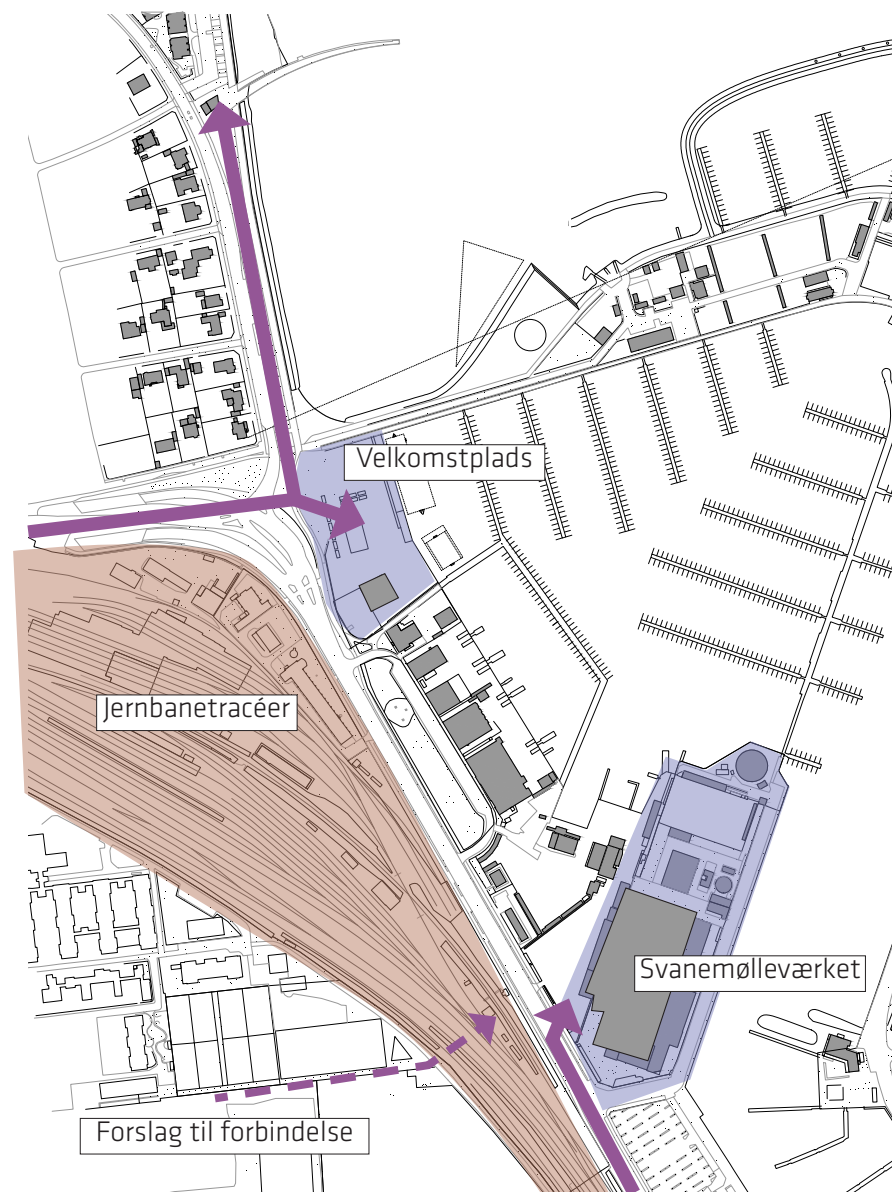 Velkomstplads
Jernbanetracéer
Svanemølleværket
Forslag til forbindelse